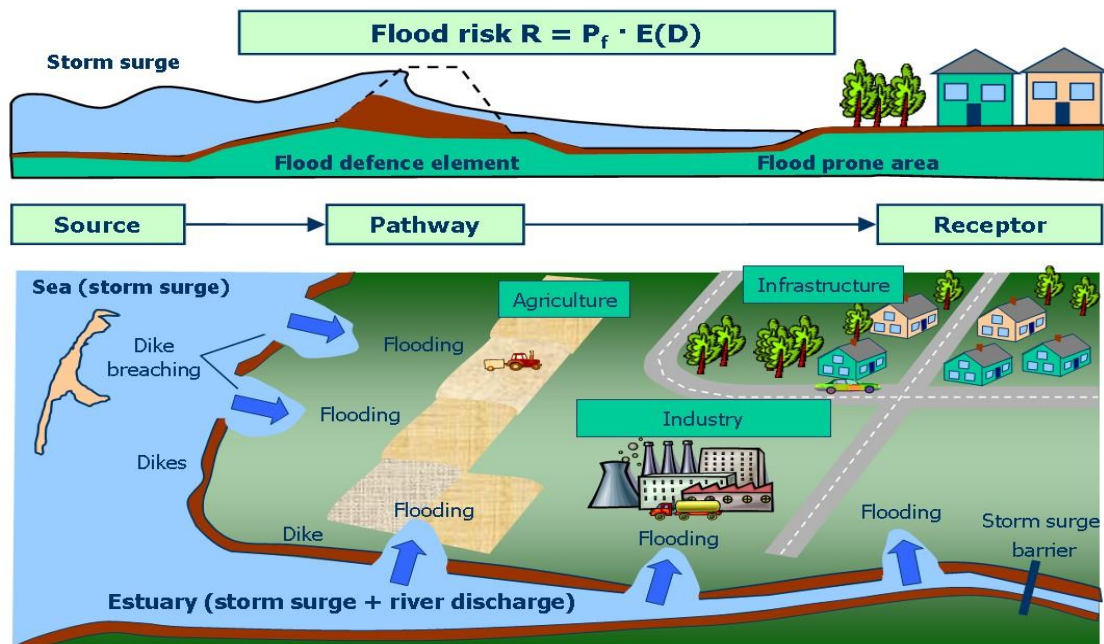 Flood risk R = Pf · E(D)
Storm surge
Flood defence element
Flood prone area
Source
Pathway
Receptor
Sea (storm surge)
Agriculture
Infrastructure
Dike
breaching
Flooding
Flooding
Industry
Dikes
Flooding
Flooding
Dike
Flooding
Storm surge
barrier
Estuary (storm surge + river discharge)